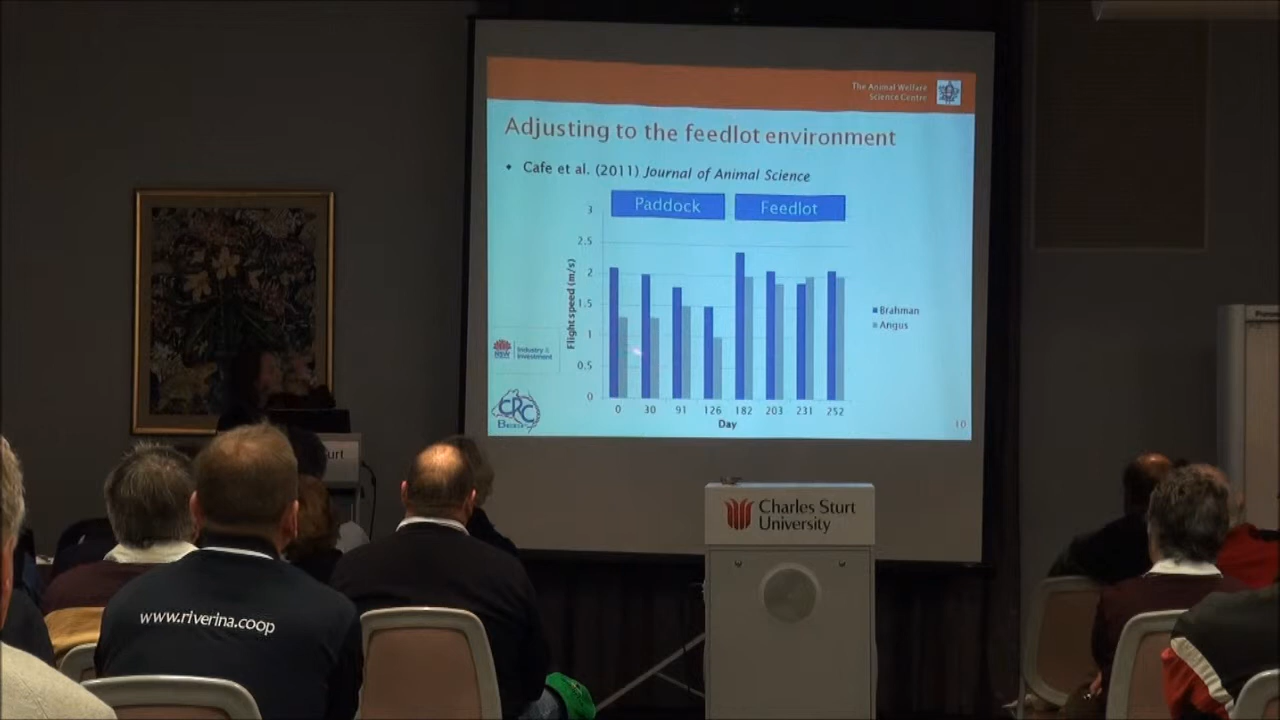 The Animal Welfare
Science Centre
Adjusting to the feedlot environment
• Cafe et al. (2011) Journal of Animal Science
Paddock
Feedlot
3
2.5
2
1.5
1
0.5
0
Flight speed (m/s)
0 30 91 126 182 203 231 252
Day
Brahman
Angus
NSW
Industry &
Investment
CRC
10
urt
Charles Sturt
University
www.riverina.coop